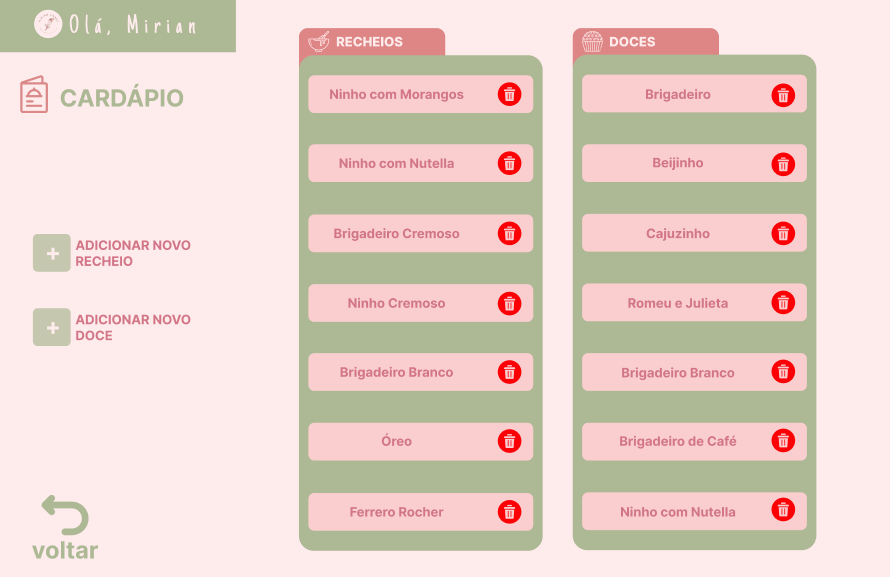 Olá, Mirian
CARDÁPIO
ADICIONAR NOVO
RECHEIO
ADICIONAR NOVO
DOCE
voltar
RECHEIOS
Ninho com Morangos
Ninho com Nutella
Brigadeiro Cremoso
Ninho Cremoso
Brigadeiro Branco
Óreo
Ferrero Rocher
DOCES
Brigadeiro
Beijinho
Cajuzinho
Romeu e Julieta
Brigadeiro Branco
Brigadeiro de Café
Ninho com Nutella